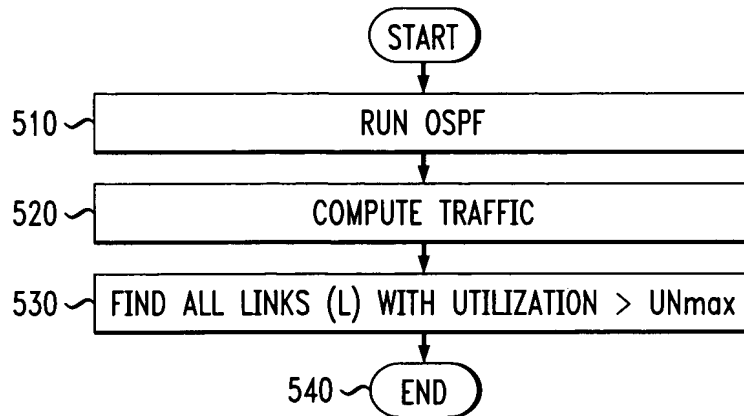 START
510
RUN OSPF
520
COMPUTE TRAFFIC
530
FIND ALL LINKS (L) WITH UTILIZATION > UNmax
540
END